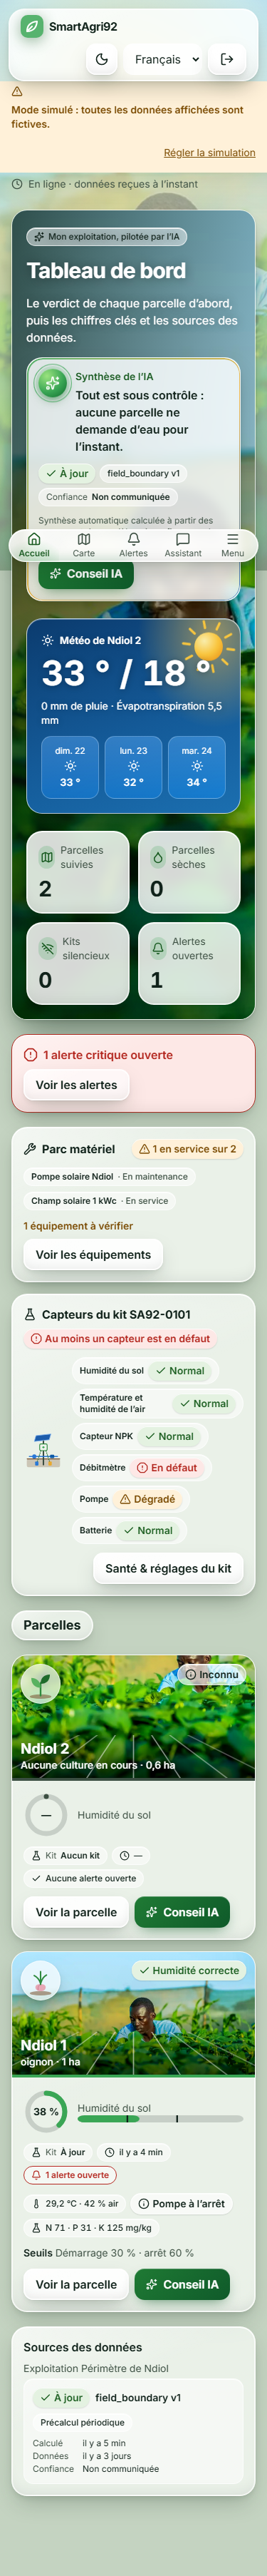 SmartAgri92
Français
Mode simulé : toutes les données affichées sont
fictives.
Régler la simulation
En ligne · données reçues à l'instant
Mon exploitation, pilotée par l'IA
Tableau de bord
Le verdict de chaque parcelle d'abord,
puis les chiffres clés et les sources des
données.
Synthèse de l'IA
Tout est sous contrôle :
aucune parcelle ne
demande d'eau pour
l'instant.
À jour
field_boundary v1
Confiance Non communiquée
Synthèse automatique calculée à partir des
Accueil
Carte
Alertes
Assistant
Menu
Conseil IA
Météo de Ndiol 2
33 ° / 18 °
0 mm de pluie · Évapotranspiration 5,5
mm
dim. 22
lun. 23
mar. 24
33 °
32 °
34 °
Parcelles
suivies
2
Parcelles
sèches
0
Kits
silencieux
0
Alertes
ouvertes
1
1 alerte critique ouverte
Voir les alertes
Parc matériel
1 en service sur 2
Pompe solaire Ndiol · En maintenance
Champ solaire 1 kWc · En service
1 équipement à vérifier
Voir les équipements
Capteurs du kit SA92-0101
Au moins un capteur est en défaut
Humidité du sol
Normal
Température et
humidité de l'air
Normal
Capteur NPK
Normal
Débitmètre
En défaut
Pompe
Dégradé
Batterie
Normal
Santé & réglages du kit
Parcelles
Inconnu
Ndiol 2
Aucune culture en cours · 0,6 ha
—
Humidité du sol
Kit Aucun kit
—
Aucune alerte ouverte
Voir la parcelle
Conseil IA
Humidité correcte
Ndiol 1
oignon · 1 ha
38 %
Humidité du sol
Kit À jour
il y a 4 min
1 alerte ouverte
29,2 °C · 42 % air
Pompe à l'arrêt
N 71 · P 31 · K 125 mg/kg
Seuils Démarrage 30 % · arrêt 60 %
Voir la parcelle
Conseil IA
Sources des données
Exploitation Périmètre de Ndiol
À jour
field_boundary v1
Précalcul périodique
Calculé il y a 5 min
Données il y a 3 jours
Confiance Non communiquée